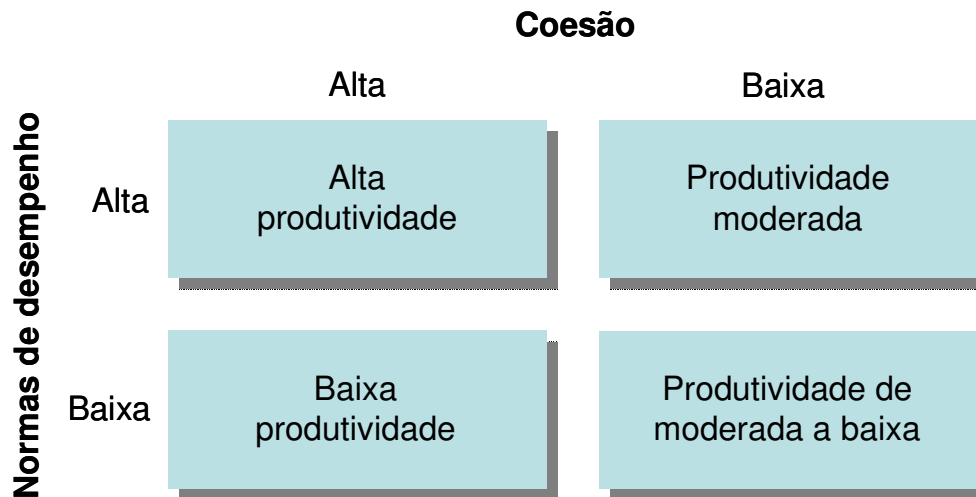 Coesão
Alta
Baixa
Normas de desempenho
Alta
Alta
produtividade
Produtividade
moderada
Baixa
Baixa
produtividade
Produtividade de
moderada a baixa